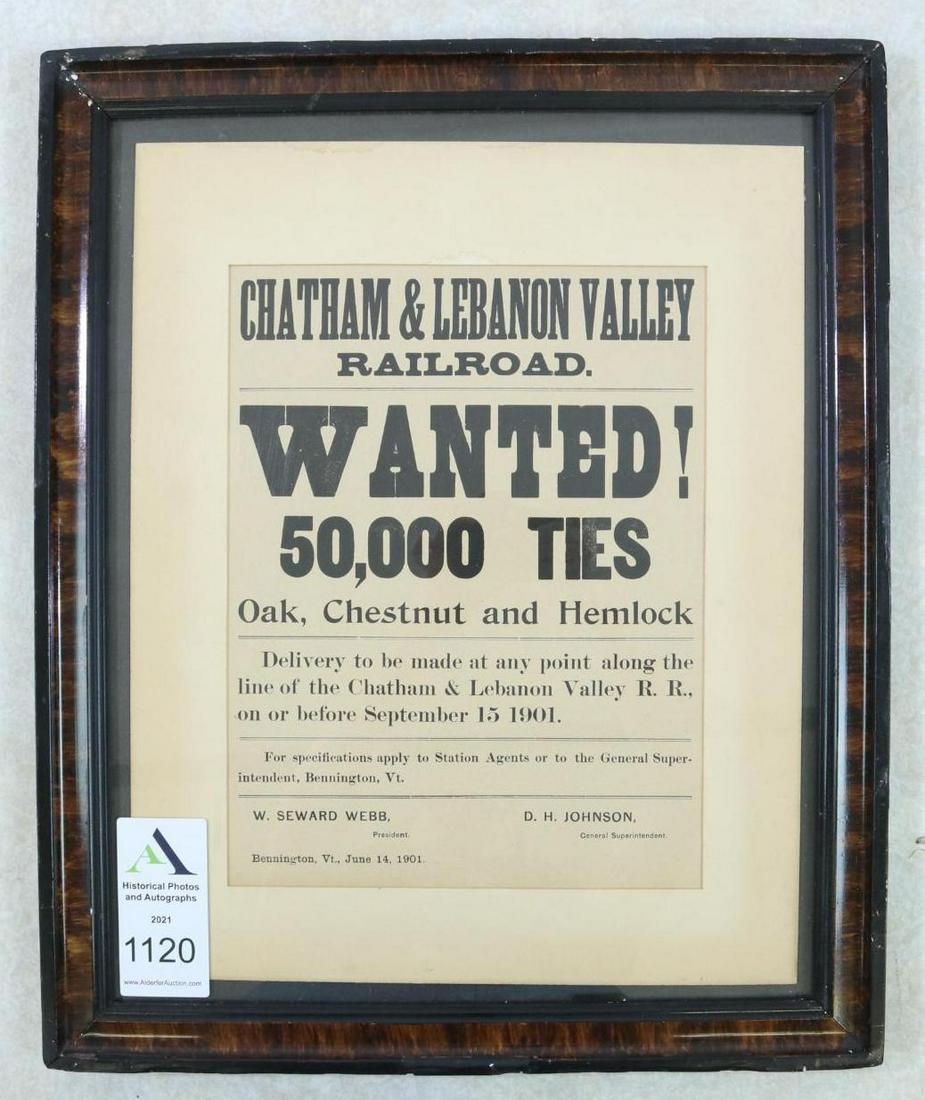 CHATHAM & LEBANON VALLEY
RAILROAD.
WANTED!
50,000 TIES
Oak, Chestnut and Hemlock
Delivery to be made at any point along the
line of the Chatham & Lebanon Valley R. R.,
on or before September 15 1901.
For specifications apply to Station Agents or to the General Super-
intendent, Bennington, Vt.
W. SEWARD WEBB,
President.
D. H. JOHNSON,
General Superintendent.
Bennington, Vt., June 14, 1901.
Historical Photos
and Autographs
2021
1120
www.AlderferAuction.com